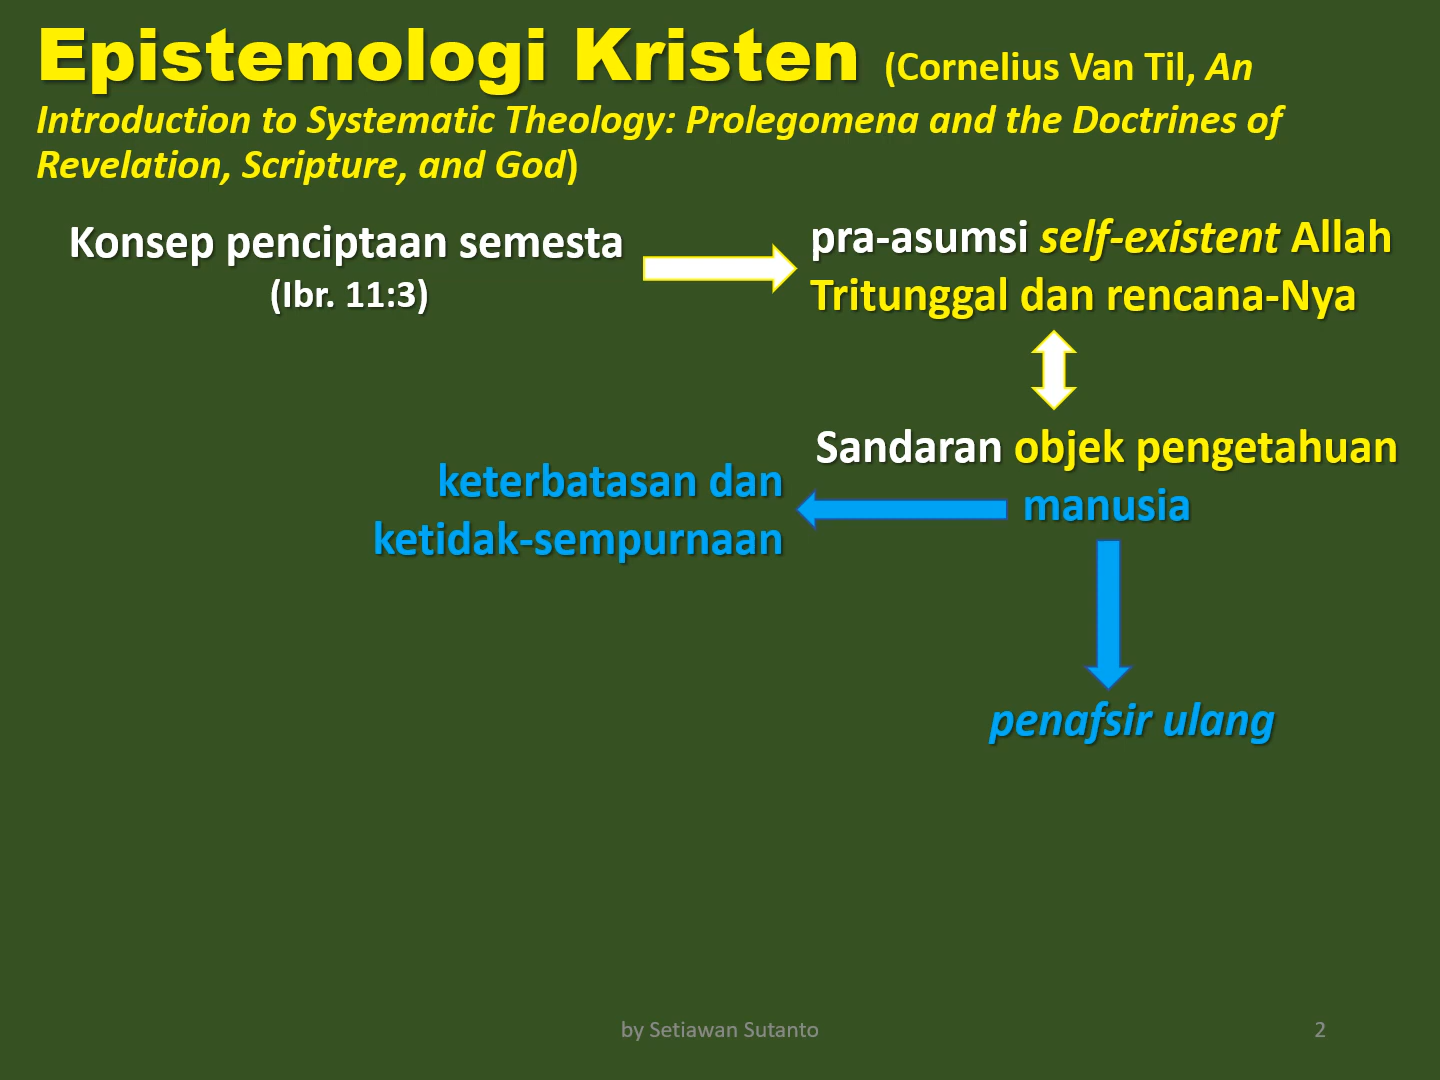 Epistemologi Kristen (Cornelius Van Til, An
Introduction to Systematic Theology: Prolegomena and the Doctrines of
Revelation, Scripture, and God)
Konsep penciptaan semesta
(Ibr. 11:3)
pra-asumsi self-existent Allah
Tritunggal dan rencana-Nya
Sandaran objek pengetahuan
manusia
keterbatasan dan
ketidak-sempurnaan
penafsir ulang
by Setiawan Sutanto
2